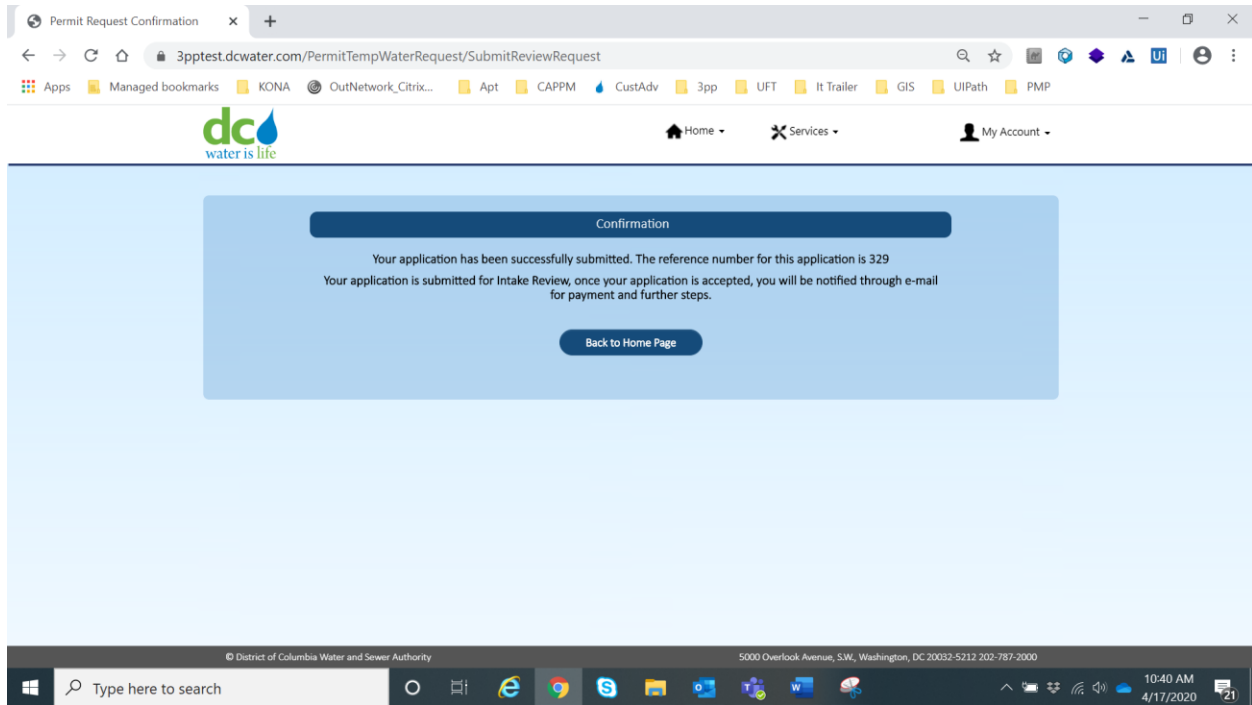 Permit Request Confirmation
3pptest.dcwater.com/PermitTempWaterRequest/SubmitReviewRequest
Ui
Apps Managed bookmarks KONA OutNetwork_Citrix... Apt CAPPM CustAdv 3pp UFT It Trailer GIS UIPath PMP
dc
water is life
Home Services My Account
Confirmation
Your application has been successfully submitted. The reference number for this application is 329
Your application is submitted for Intake Review, once your application is accepted, you will be notified through e-mail
for payment and further steps.
Back to Home Page
© District of Columbia Water and Sewer Authority 5000 Overlook Avenue, S.W., Washington, DC 20032-5212 202-787-2000
Type here to search
10:40 AM
4/17/2020
21